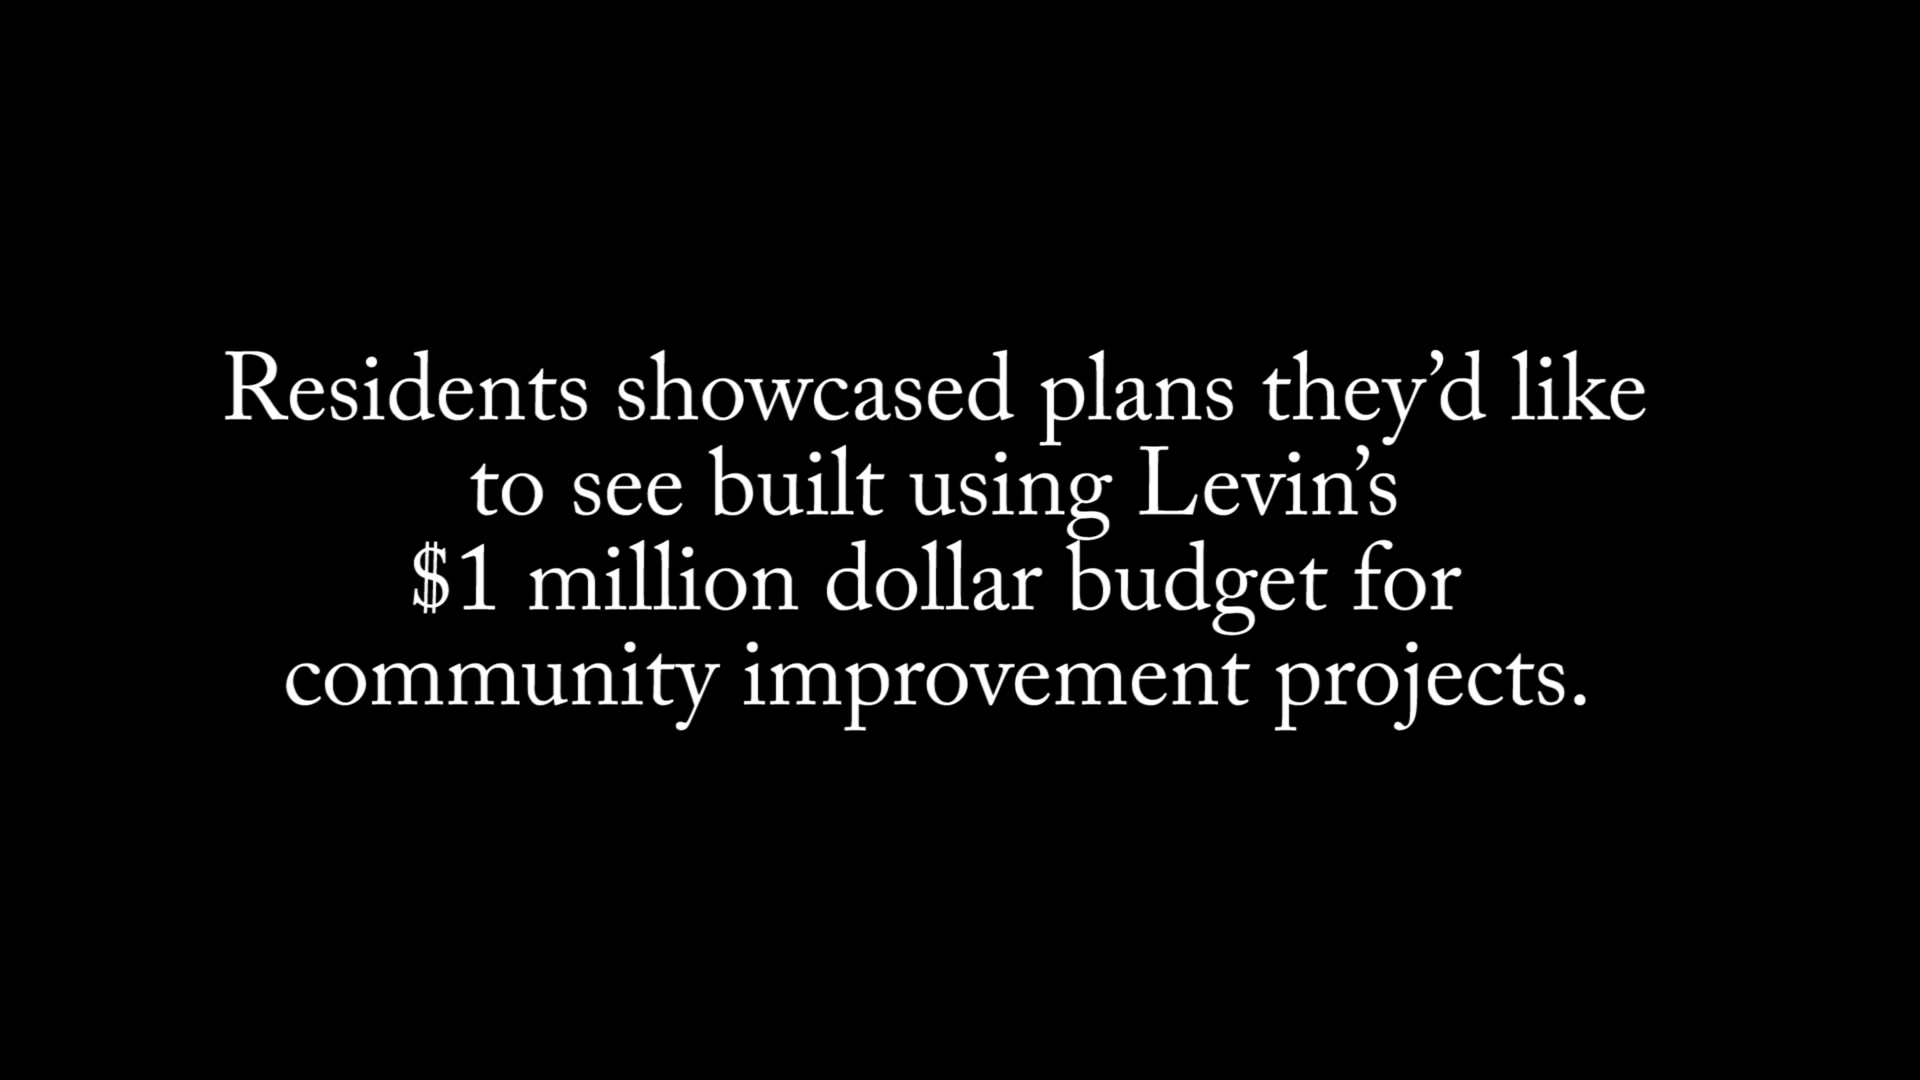 Residents showcased plans they’d like
to see built using Levin’s
$1 million dollar budget for
community improvement projects.